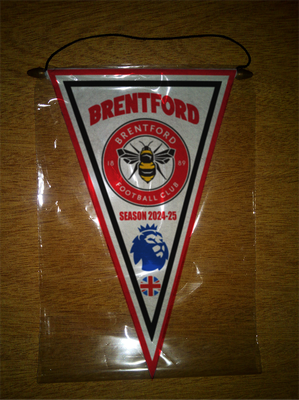 BRENTFORD
BRENTFORD
18 89
FOOTBALL CLUB
SEASON 2024-25